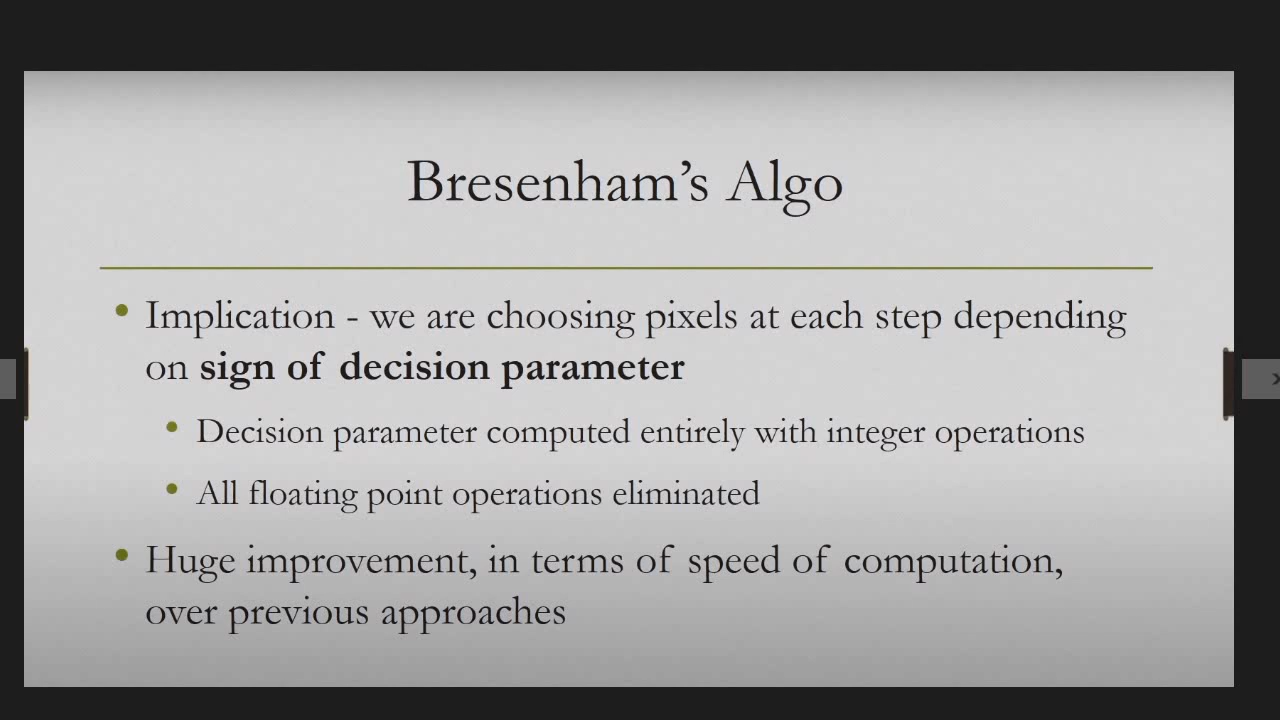 Bresenham’s Algo
Implication - we are choosing pixels at each step depending
on sign of decision parameter
Decision parameter computed entirely with integer operations
All floating point operations eliminated
Huge improvement, in terms of speed of computation,
over previous approaches